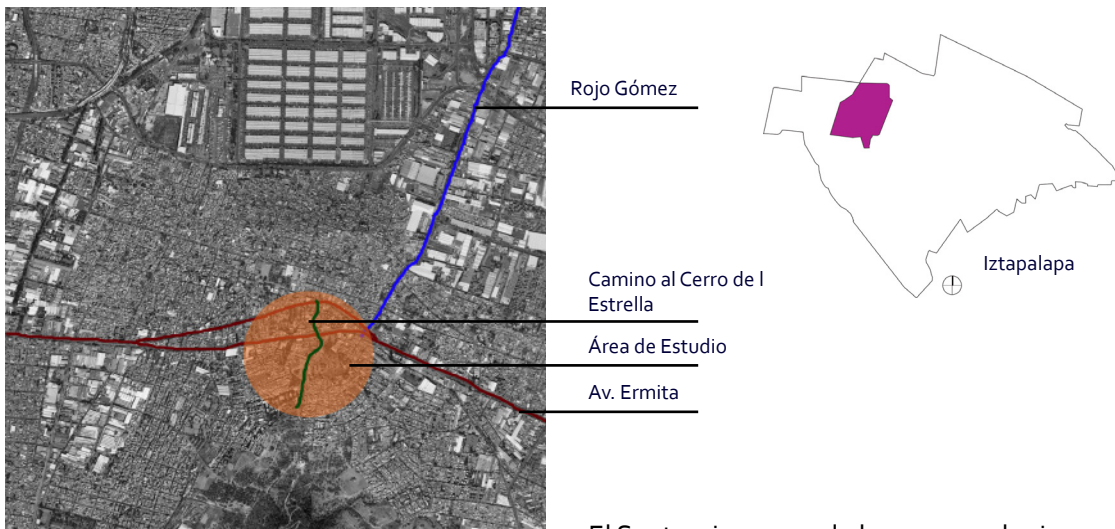 Rojo Gómez
Camino al Cerro de l
Estrella
Área de Estudio
Av. Ermita
Iztapalapa